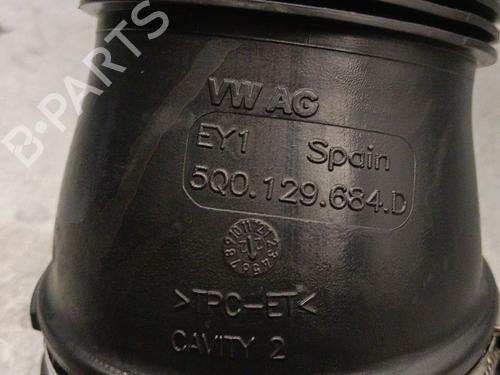 B-PARTS
VW AG
EY1 Spain
5Q0.129.684.D
>TPC-ET<
CAVITY 2